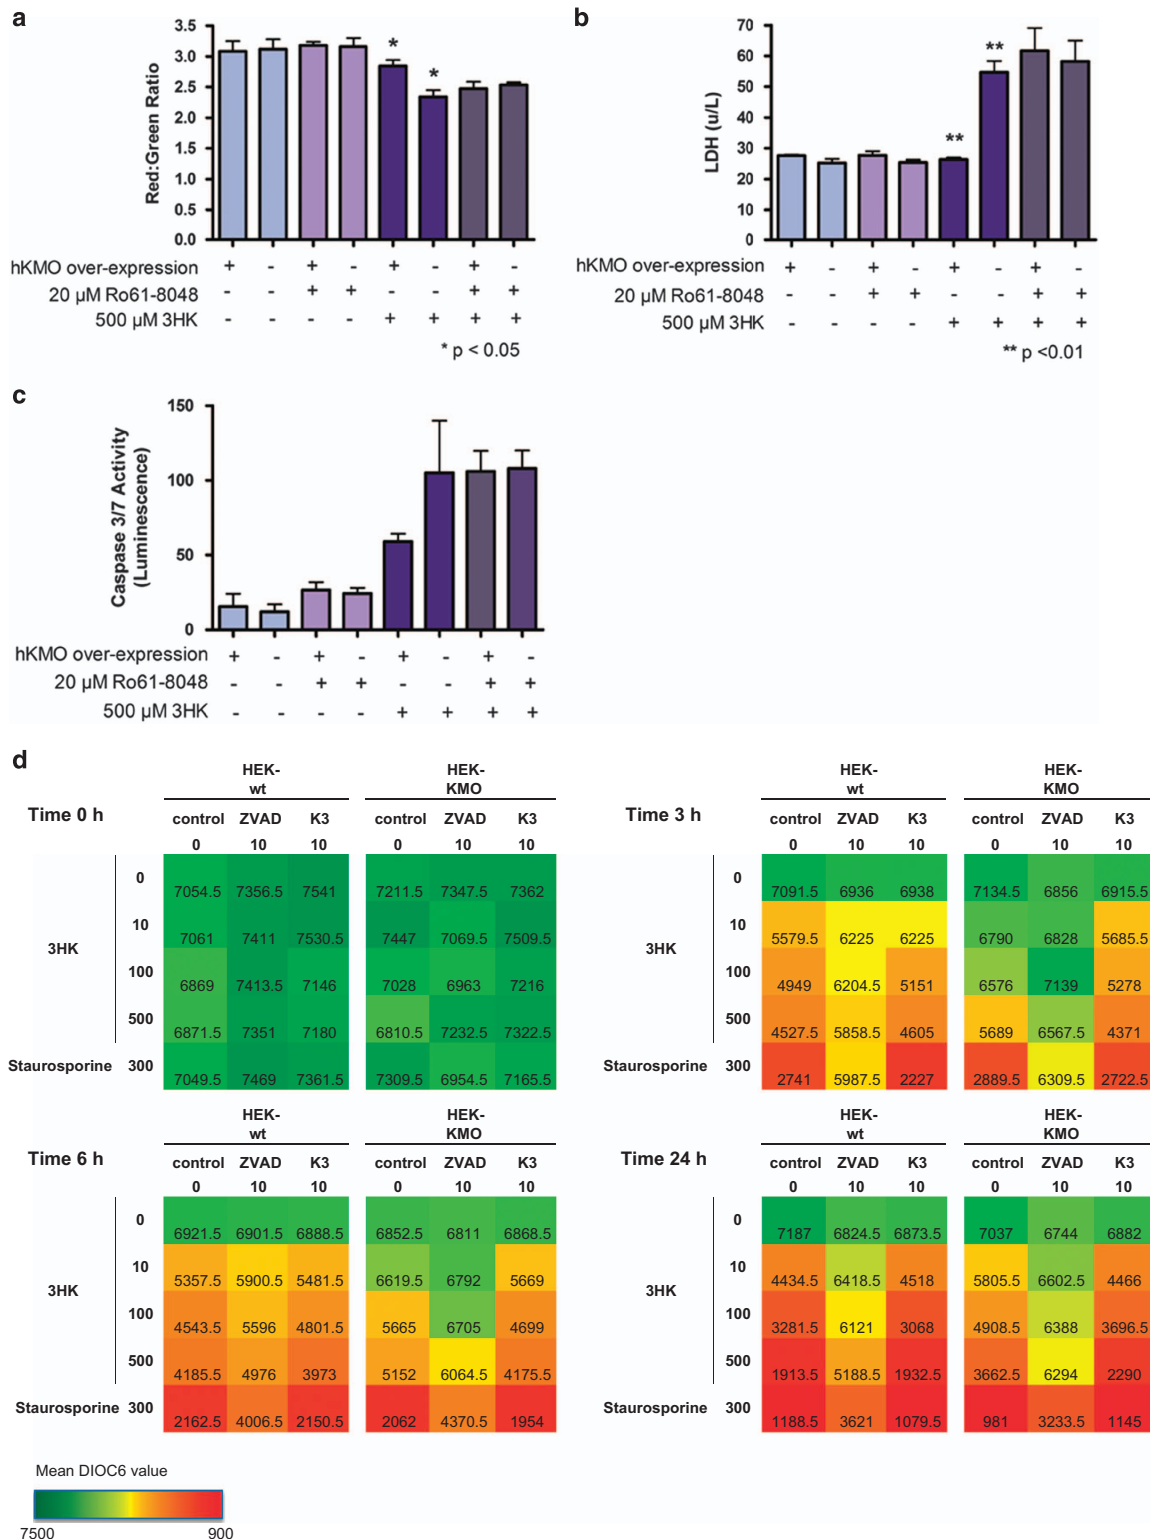 a
3.5
3.0
2.5
2.0
1.5
1.0
0.5
0.0
Red:Green Ratio
hKMO over-expression + - + - + - + -
20 µM Ro61-8048 - - + + - - + +
500 µM 3HK - - - - + + + +
* *
* p < 0.05
b
70
60
50
40
30
20
10
0
LDH (u/L)
** **
hKMO over-expression + - + - + - + -
20 µM Ro61-8048 - - + + - - + +
500 µM 3HK - - - - + + + +
** p <0.01
c
150
100
50
0
Caspase 3/7 Activity
(Luminescence)
hKMO over-expression + - + - + - + -
20 µM Ro61-8048 - - + + - - + +
500 µM 3HK - - - - + + + +
d
Time 0 h
HEK-
wt
HEK-
KMO
control ZVAD K3 control ZVAD K3
0 10 10 0 10 10
3HK
0 7054.5 7356.5 7541 7211.5 7347.5 7362
10 7061 7411 7530.5 7447 7069.5 7509.5
100 6869 7413.5 7146 7028 6963 7216
500 6871.5 7351 7180 6810.5 7232.5 7322.5
Staurosporine 300 7049.5 7469 7361.5 7309.5 6954.5 7165.5
Time 3 h
HEK-
wt
HEK-
KMO
control ZVAD K3 control ZVAD K3
0 10 10 0 10 10
3HK
0 7091.5 6936 6938 7134.5 6856 6915.5
10 5579.5 6225 6225 6790 6828 5685.5
100 4949 6204.5 5151 6576 7139 5278
500 4527.5 5858.5 4605 5689 6567.5 4371
Staurosporine 300 2741 5987.5 2227 2889.5 6309.5 2722.5
Time 6 h
HEK-
wt
HEK-
KMO
control ZVAD K3 control ZVAD K3
0 10 10 0 10 10
3HK
0 6921.5 6901.5 6888.5 6852.5 6811 6868.5
10 5357.5 5900.5 5481.5 6619.5 6792 5669
100 4543.5 5596 4801.5 5665 6705 4699
500 4185.5 4976 3973 5152 6064.5 4175.5
Staurosporine 300 2162.5 4006.5 2150.5 2062 4370.5 1954
Time 24 h
HEK-
wt
HEK-
KMO
control ZVAD K3 control ZVAD K3
0 10 10 0 10 10
3HK
0 7187 6824.5 6873.5 7037 6744 6882
10 4434.5 6418.5 4518 5805.5 6602.5 4466
100 3281.5 6121 3068 4908.5 6388 3696.5
500 1913.5 5188.5 1932.5 3662.5 6294 2290
Staurosporine 300 1188.5 3621 1079.5 981 3233.5 1145
Mean DIOC6 value
7500 900